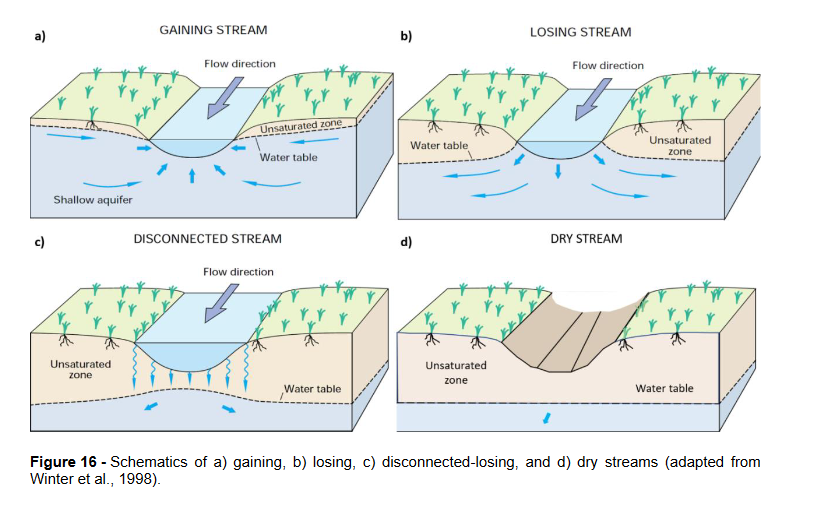 a)
GAINING STREAM
Flow direction
Unsaturated zone
Water table
Shallow aquifer
b)
LOSING STREAM
Flow direction
Water table
Unsaturated
zone
c)
DISCONNECTED STREAM
Flow direction
Unsaturated
zone
Water table
d)
DRY STREAM
Unsaturated
zone
Water table
Figure 16 - Schematics of a) gaining, b) losing, c) disconnected-losing, and d) dry streams (adapted from
Winter et al., 1998).